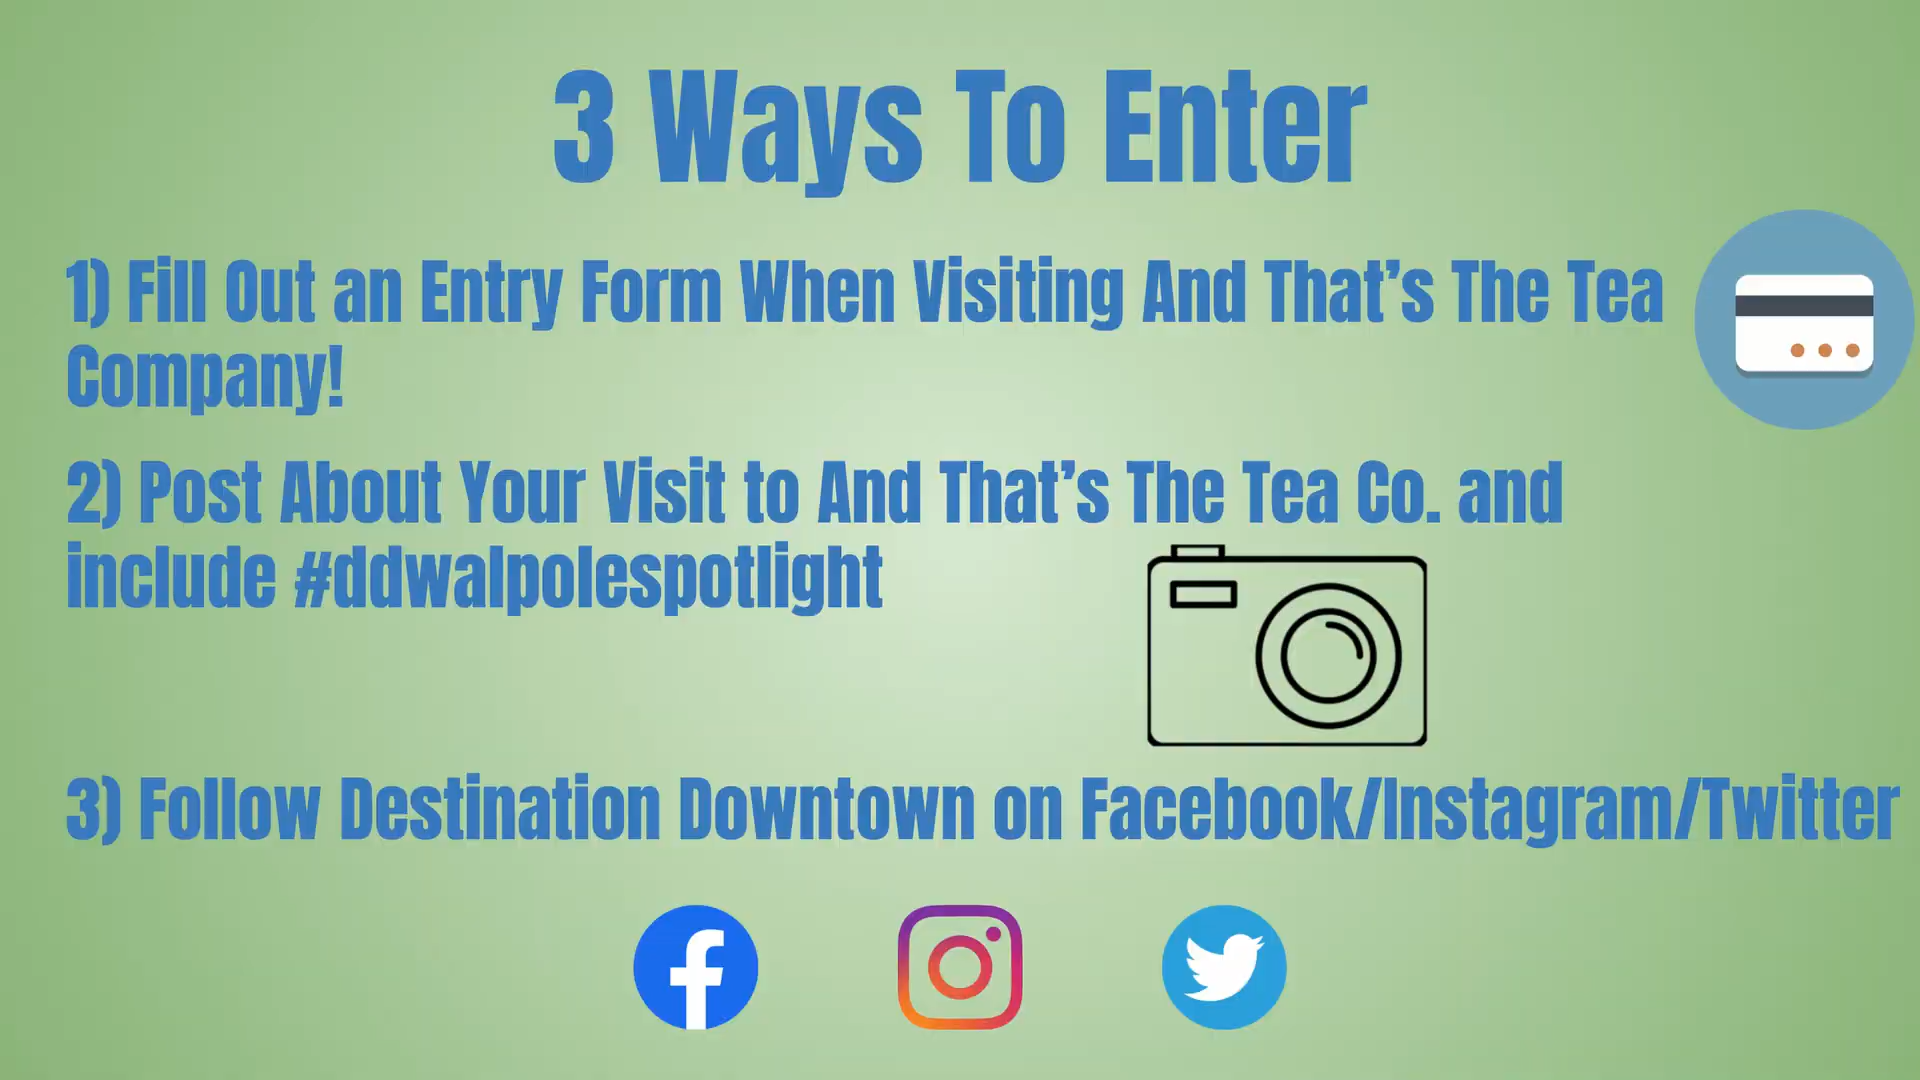 3 Ways To Enter
1) Fill Out an Entry Form When Visiting And That’s The Tea
Company!
2) Post About Your Visit to And That’s The Tea Co. and
include #ddwalpolespotlight
3) Follow Destination Downtown on Facebook/Instagram/Twitter